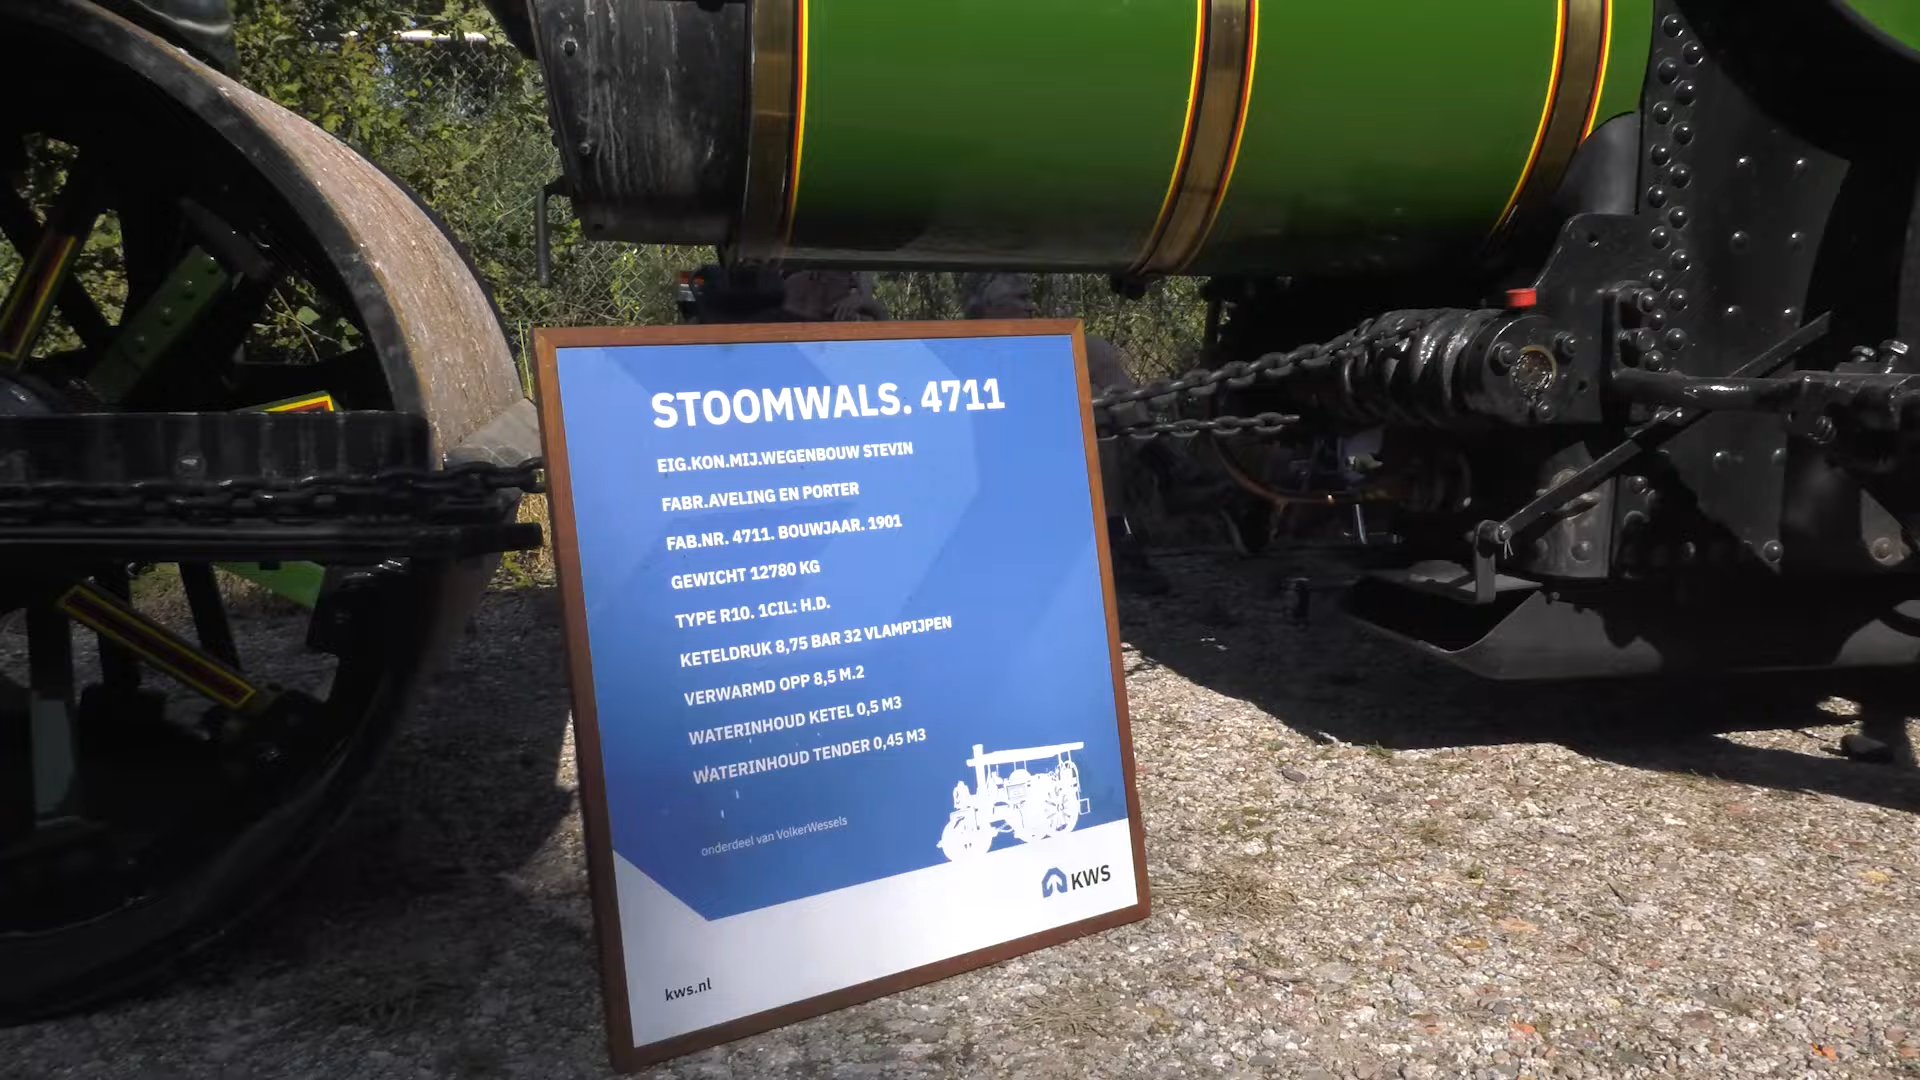 STOOMWALS. 4711
EIG.KON.MIJ.WEGENBOUW STEVIN
FABR.AVELING EN PORTER
FAB.NR. 4711. BOUWJAAR. 1901
GEWICHT 12780 KG
TYPE R10. 1CIL: H.D.
KETELDRUK 8,75 BAR 32 VLAMPIJPEN
VERWARMD OPP 8,5 M.2
WATERINHOUD KETEL 0,5 M3
WATERINHOUD TENDER 0,45 M3
onderdeel van VolkerWessels
KWS
kws.nl